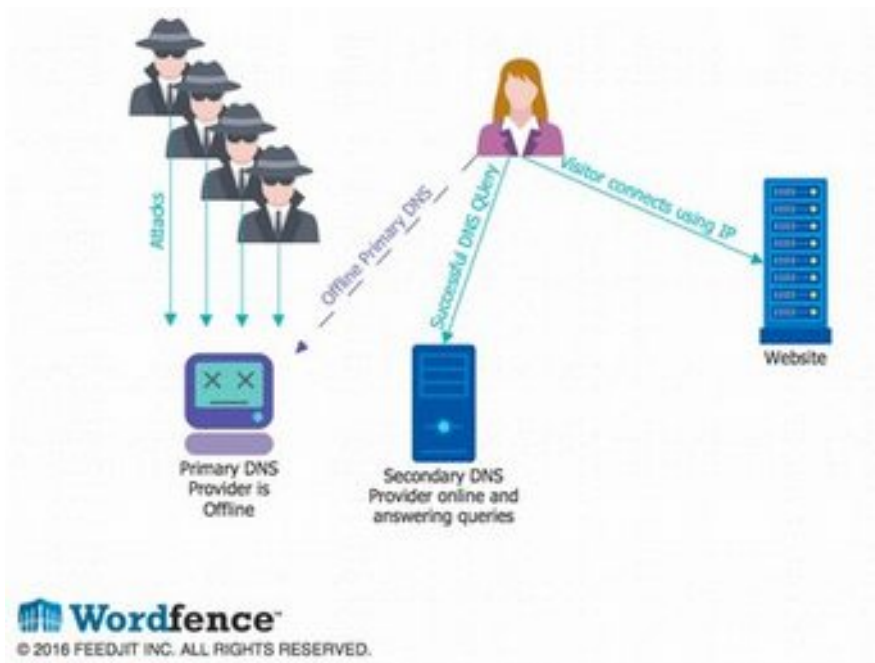 Attacks
Offline Primary DNS
Successful DNS QUery
Visitor connects using IP
Website
Primary DNS
Provider is
Offline
Secondary DNS
Provider online and
answering queries
Wordfence™
© 2016 FEEDJIT INC. ALL RIGHTS RESERVED.